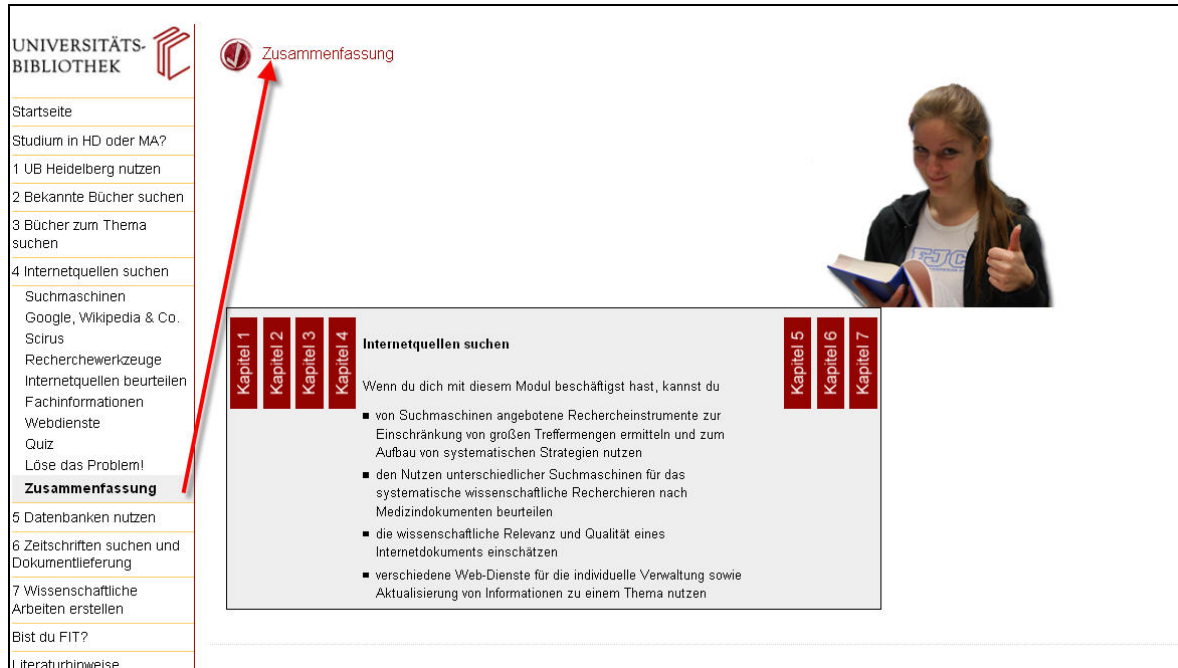 UNIVERSITÄTS-
BIBLIOTHEK
Startseite
Studium in HD oder MA?
1 UB Heidelberg nutzen
2 Bekannte Bücher suchen
3 Bücher zum Thema
suchen
4 Internetquellen suchen
Suchmaschinen
Google, Wikipedia & Co.
Scirus
Recherchewerkzeuge
Internetquellen beurteilen
Fachinformationen
Webdienste
Quiz
Löse das Problem!
Zusammenfassung
5 Datenbanken nutzen
6 Zeitschriften suchen und
Dokumentlieferung
7 Wissenschaftliche
Arbeiten erstellen
Bist du FIT?
Literaturhinweise
Zusammenfassung
FJC
Kapitel 1
Kapitel 2
Kapitel 3
Kapitel 4
Internetquellen suchen
Wenn du dich mit diesem Modul beschäftigst hast, kannst du
▪ von Suchmaschinen angebotene Rechercheinstrumente zur
Einschränkung von großen Treffermengen ermitteln und zum
Aufbau von systematischen Strategien nutzen
▪ den Nutzen unterschiedlicher Suchmaschinen für das
systematische wissenschaftliche Recherchieren nach
Medizindokumenten beurteilen
▪ die wissenschaftliche Relevanz und Qualität eines
Internetdokuments einschätzen
▪ verschiedene Web-Dienste für die individuelle Verwaltung sowie
Aktualisierung von Informationen zu einem Thema nutzen
Kapitel 5
Kapitel 6
Kapitel 7